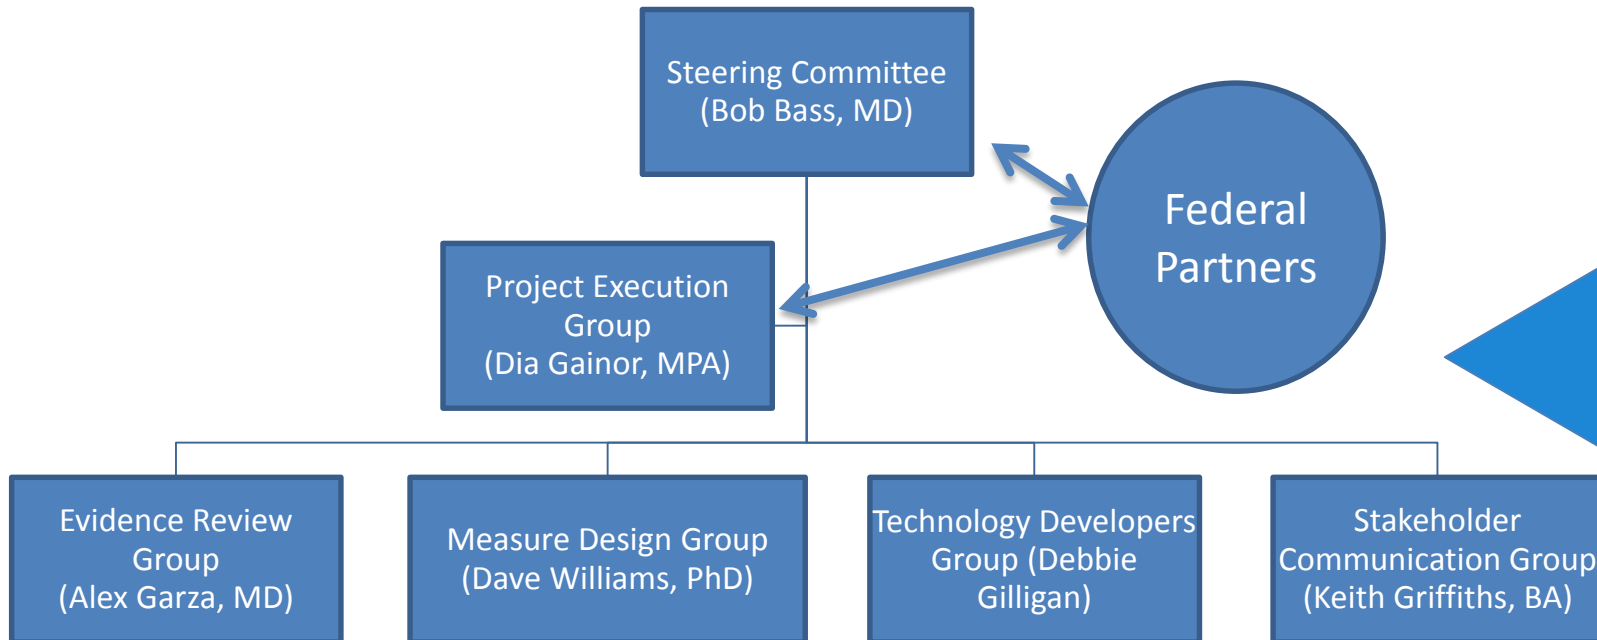 Steering Committee
(Bob Bass, MD)
Federal
Partners
Project Execution
Group
(Dia Gainor, MPA)
Evidence Review
Group
(Alex Garza, MD)
Measure Design Group
(Dave Williams, PhD)
Technology Developers
Group (Debbie
Gilligan)
Stakeholder
Communication Group
(Keith Griffiths, BA)